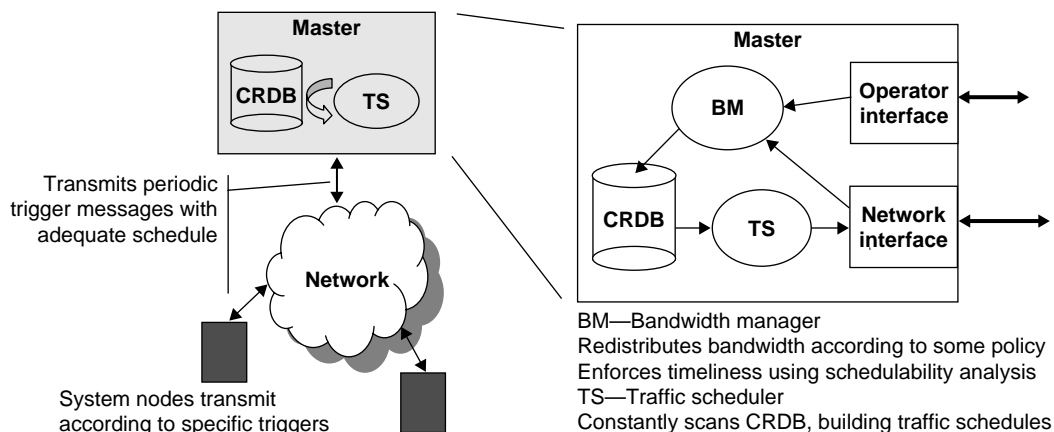 Master
CRDB
TS
Transmits periodic
trigger messages with
adequate schedule
Network
System nodes transmit
according to specific triggers
Master
BM
Operator
interface
CRDB
TS
Network
interface
BM—Bandwidth manager
Redistributes bandwidth according to some policy
Enforces timeliness using schedulability analysis
TS—Traffic scheduler
Constantly scans CRDB, building traffic schedules